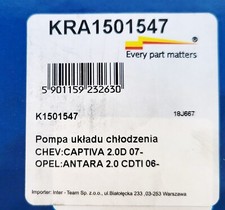 KRA1501547
Every part matters
5 901159 232630
K1501547
18J667
Pompa układu chłodzenia
CHEV:CAPTIVA 2.0D 07-
OPEL:ANTARA 2.0 CDTI 06-
Importer: Inter - Team Sp. z o.o., ul.Białołęcka 233 ,03-253 Warszawa